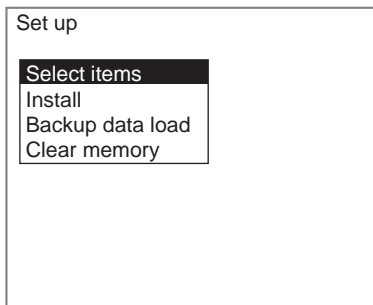 Set up
Select items
Install
Backup data load
Clear memory